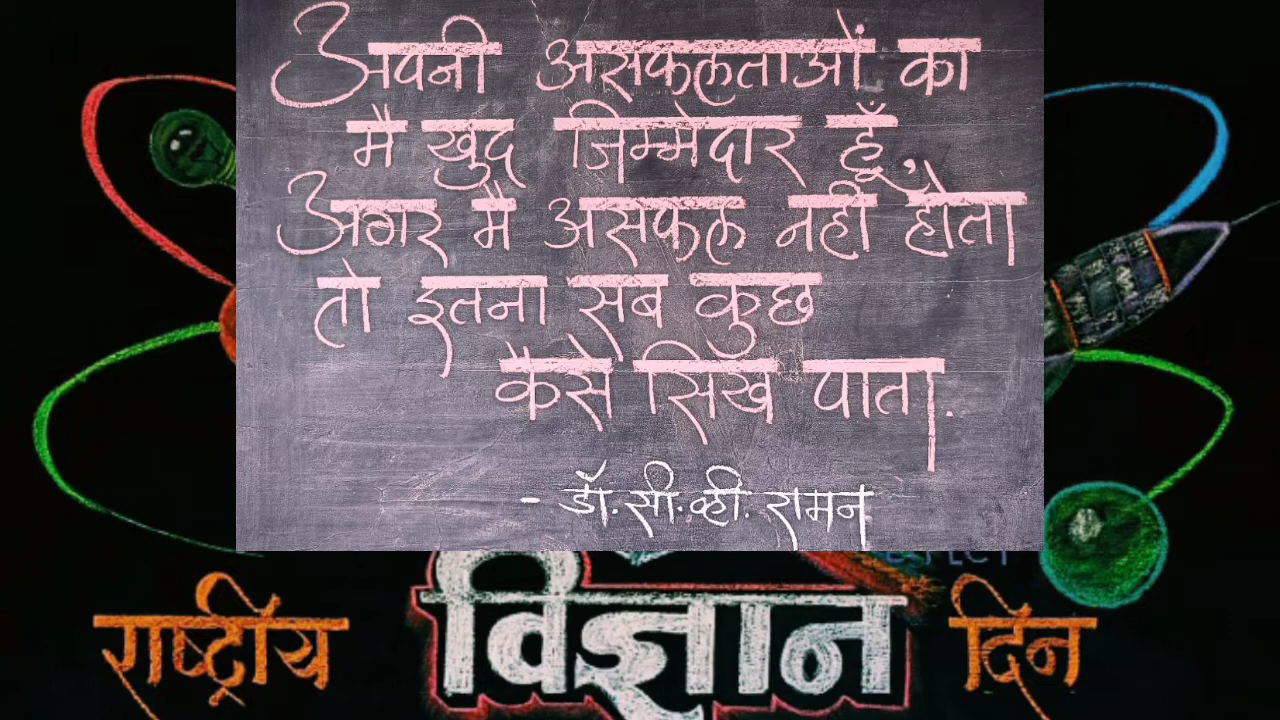 अपनी असफलताओं का
मै खुद जिम्मेदार हूँ,
अगर मै असफल नही होता
तो इतना सब कुछ
कैसे सिख पाता.
- डॉ. सी. व्ही. रामन
राष्ट्रीय विज्ञान दिन